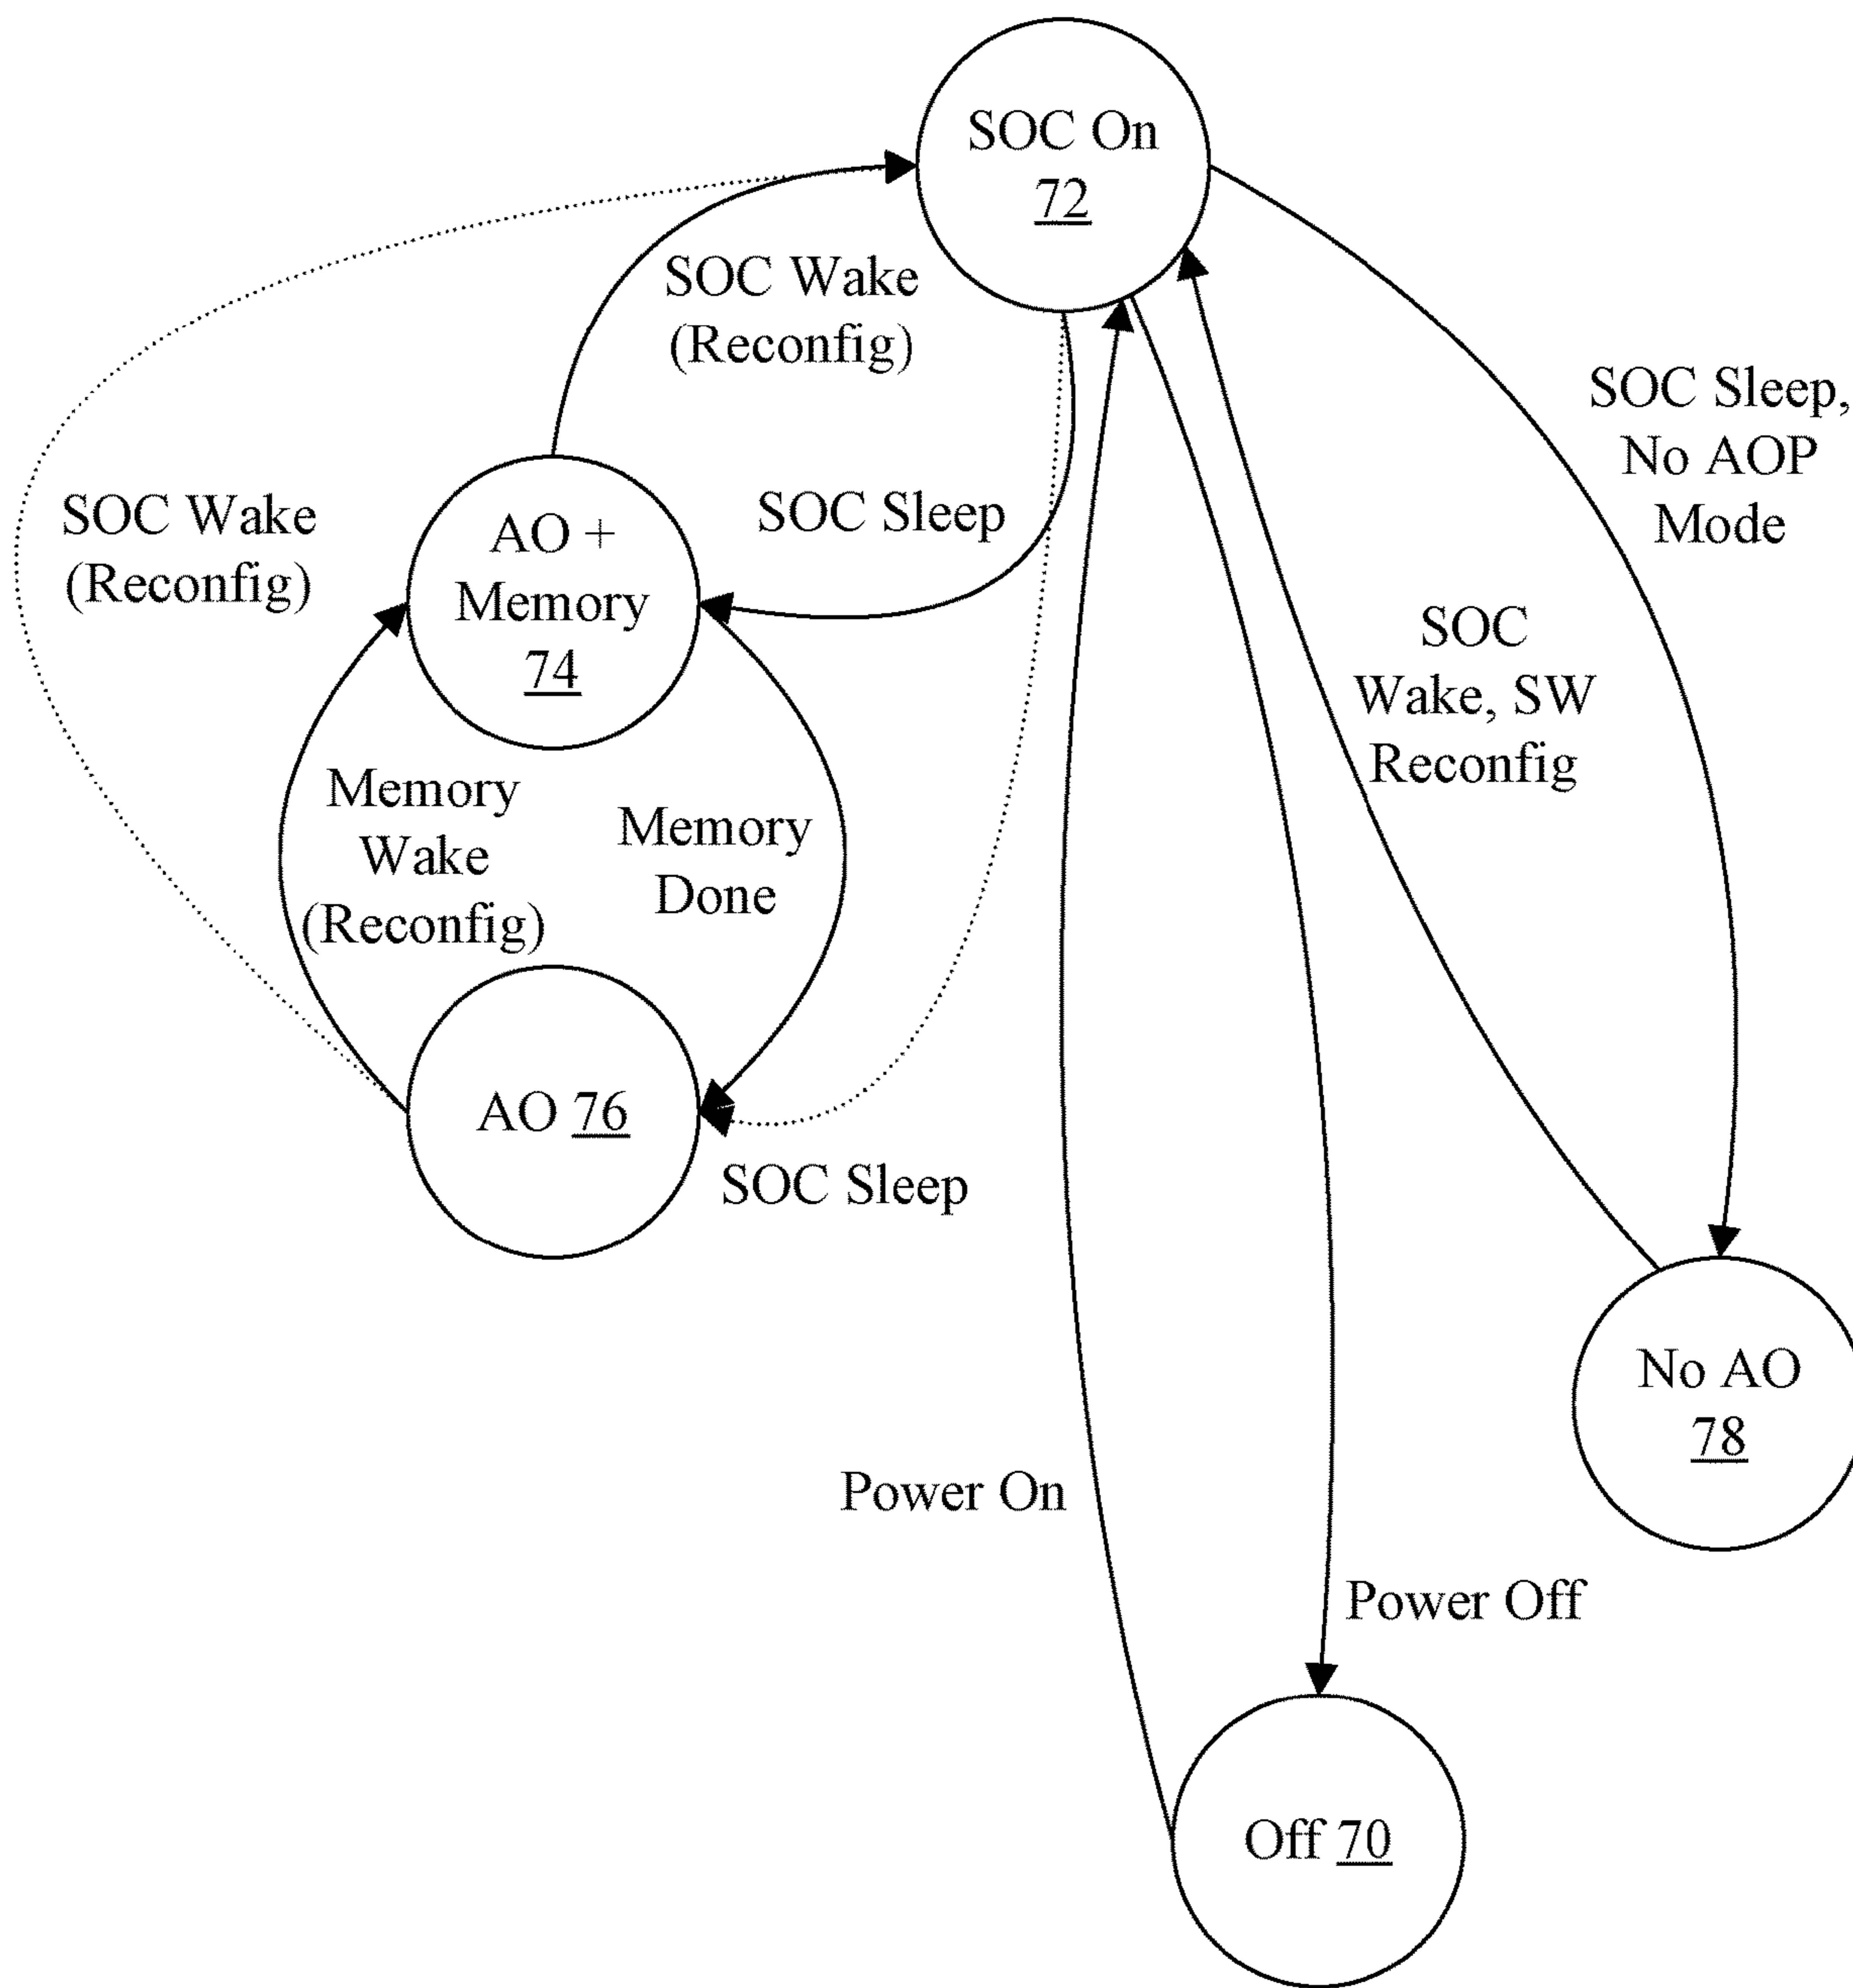 SOC On
72
SOC Wake
(Reconfig)
SOC Sleep,
No AOP
Mode
SOC Wake
(Reconfig)
AO +
Memory
74
SOC Sleep
SOC
Wake, SW
Reconfig
Memory
Wake
(Reconfig)
Memory
Done
AO 76
SOC Sleep
No AO
78
Power On
Power Off
Off 70